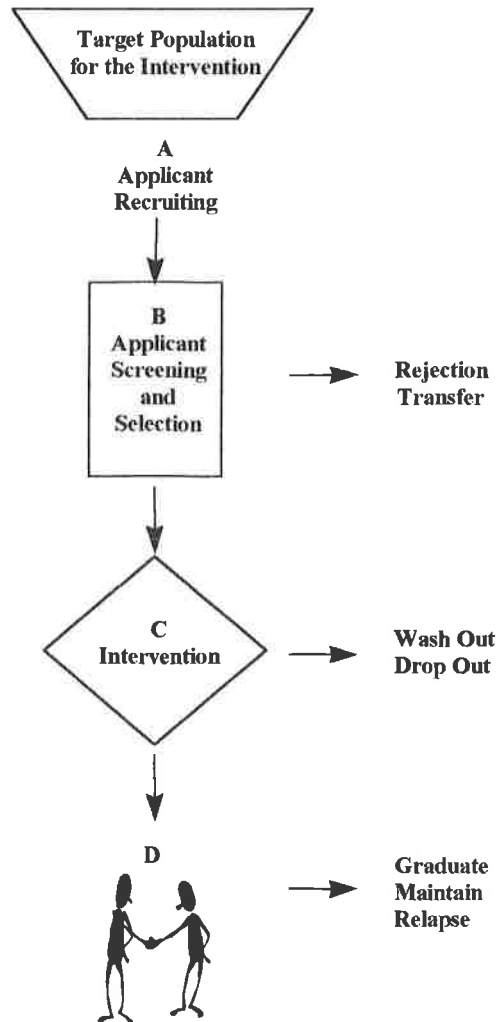 Target Population
for the Intervention
A
Applicant
Recruiting
B
Applicant
Screening
and
Selection
Rejection
Transfer
C
Intervention
Wash Out
Drop Out
D
Graduate
Maintain
Relapse